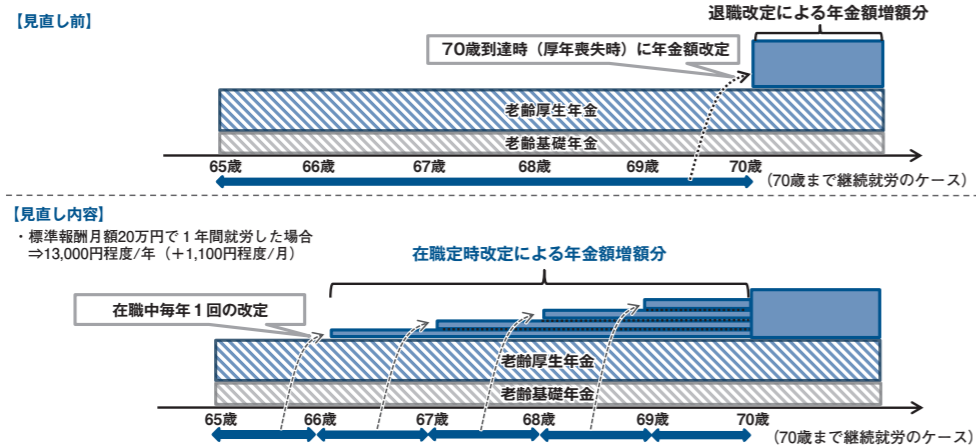 【見直し前】
退職改定による年金額増額分
70歳到達時（厚年喪失時）に年金額改定
老齢厚生年金
老齢基礎年金
65歳 66歳 67歳 68歳 69歳 70歳
（70歳まで継続就労のケース）
【見直し内容】
・標準報酬月額20万円で１年間就労した場合
⇒13,000円程度/年（＋1,100円程度/月）
在職定時改定による年金額増額分
在職中毎年１回の改定
老齢厚生年金
老齢基礎年金
65歳 66歳 67歳 68歳 69歳 70歳
（70歳まで継続就労のケース）